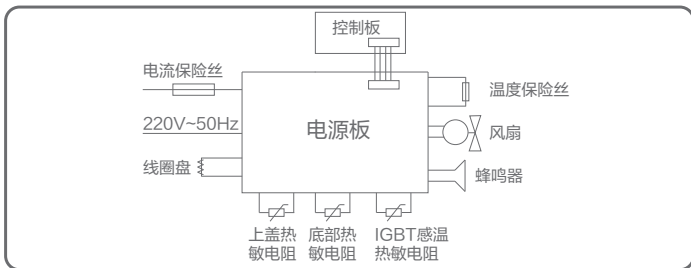 控制板
电流保险丝
温度保险丝
220V~50Hz
电源板
风扇
线圈盘
蜂鸣器
上盖热
敏电阻
底部热
敏电阻
IGBT感温
热敏电阻